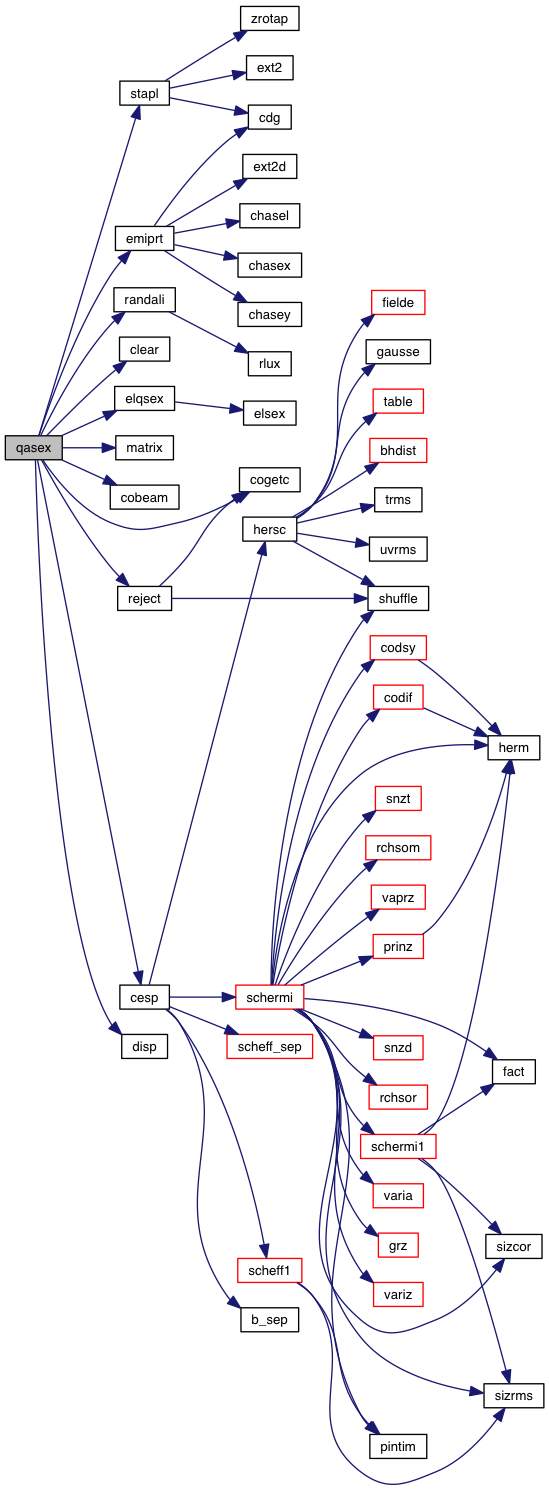 zrotap
ext2
stapl
cdg
ext2d
chasel
emiprt
chasex
randali
fielde
chasey
clear
gausse
rlux
elqsex
table
elsex
qasex
matrix
bhdist
cogetc
cobeam
trms
hersc
uvrms
reject
shuffle
codsy
codif
herm
snzt
rchsom
vaprz
prinz
cesp
schermi
disp
scheff_sep
snzd
fact
rchsor
schermi1
varia
grz
sizcor
scheff1
variz
b_sep
sizrms
pintim